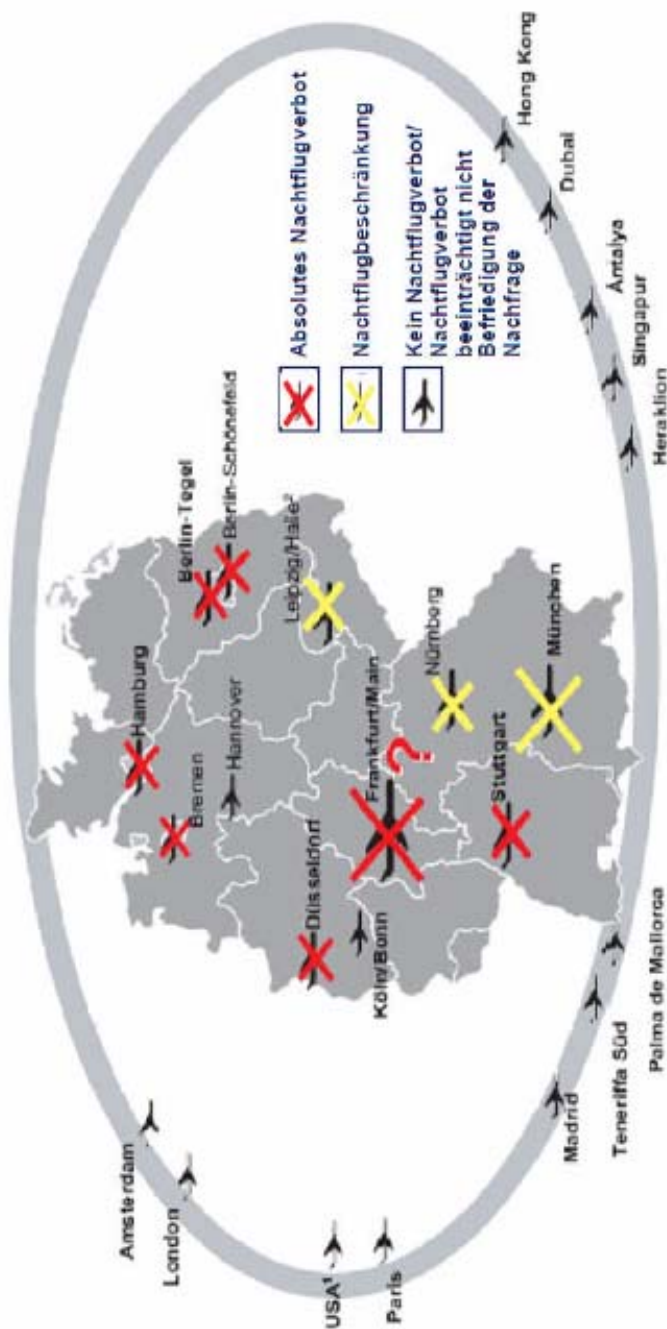 Amsterdam
London
USA¹
Paris
Madrid
Teneriffa Süd
Palma de Mallorca
Heraklion
Singapur
Antalya
Dubai
Hong Kong
Hamburg
Bremen
Hannover
Berlin-Tegel
Berlin-Schönefeld
Leipzig/Halle²
Düsseldorf
Köln/Bonn
Frankfurt/Main
?
Nürnberg
Stuttgart
München
Absolutes Nachtflugverbot
Nachtflugbeschränkung
Kein Nachtflugverbot/
Nachtflugverbot
beeinträchtigt nicht
Befriedigung der
Nachfrage